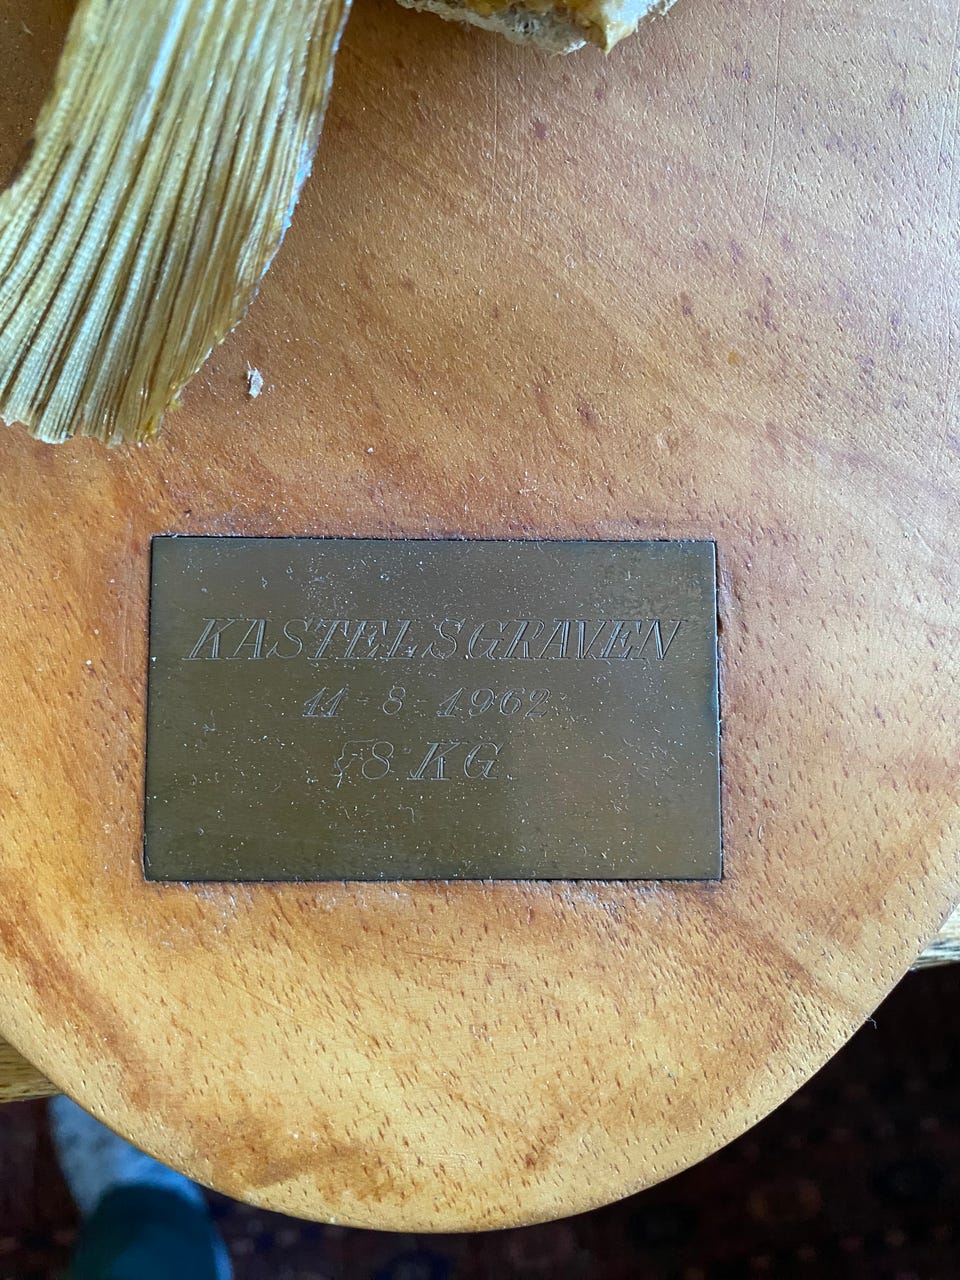 KASTELSGRAVEN
11-8 1962
KG